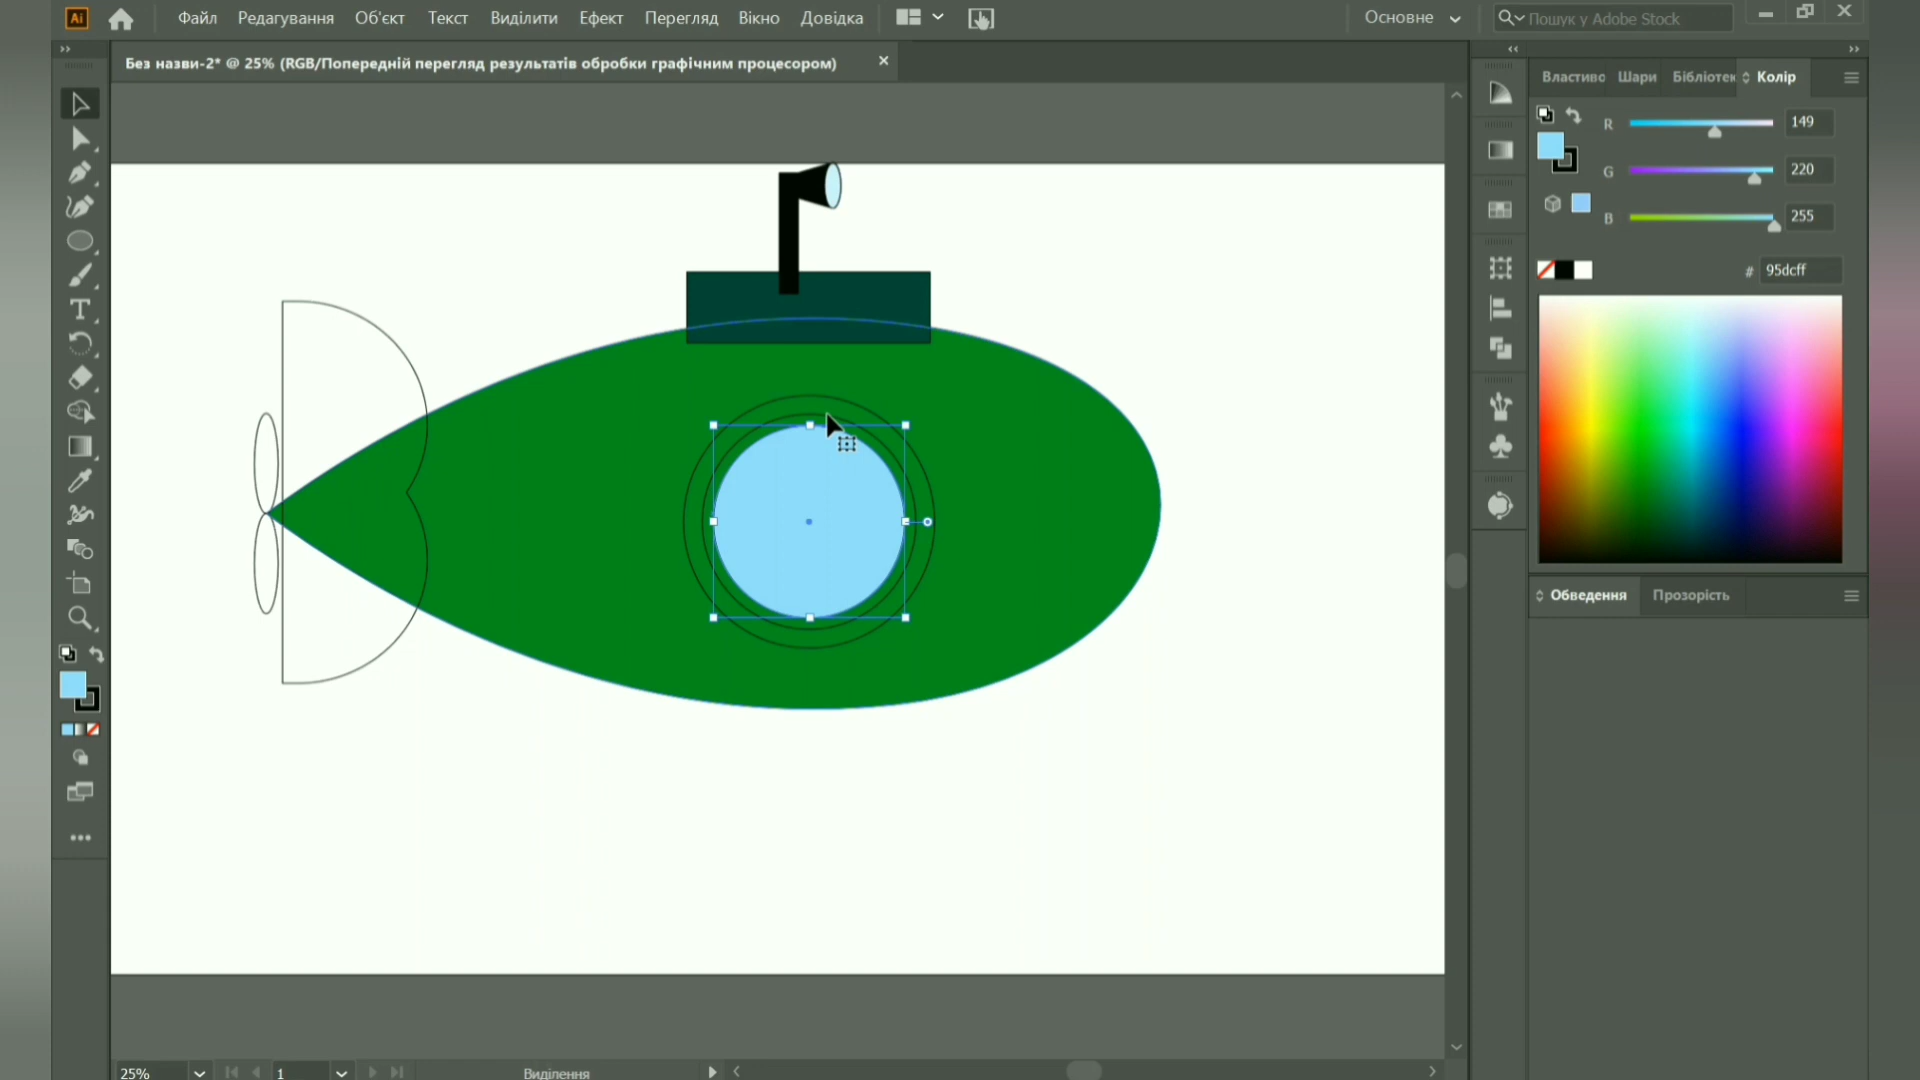 Ai Файл Редагування Об'єкт Текст Виділити Ефект Перегляд Вікно Довідка Основне Пошук у Adobe Stock
Без назви-2* @ 25% (RGB/Попередній перегляд результатів обробки графічним процесором)
Властиво Шари Бібліотек Колір
R 149
G 220
B 255
# 95dcff
Обведення Прозорість
25% 1 Виділення